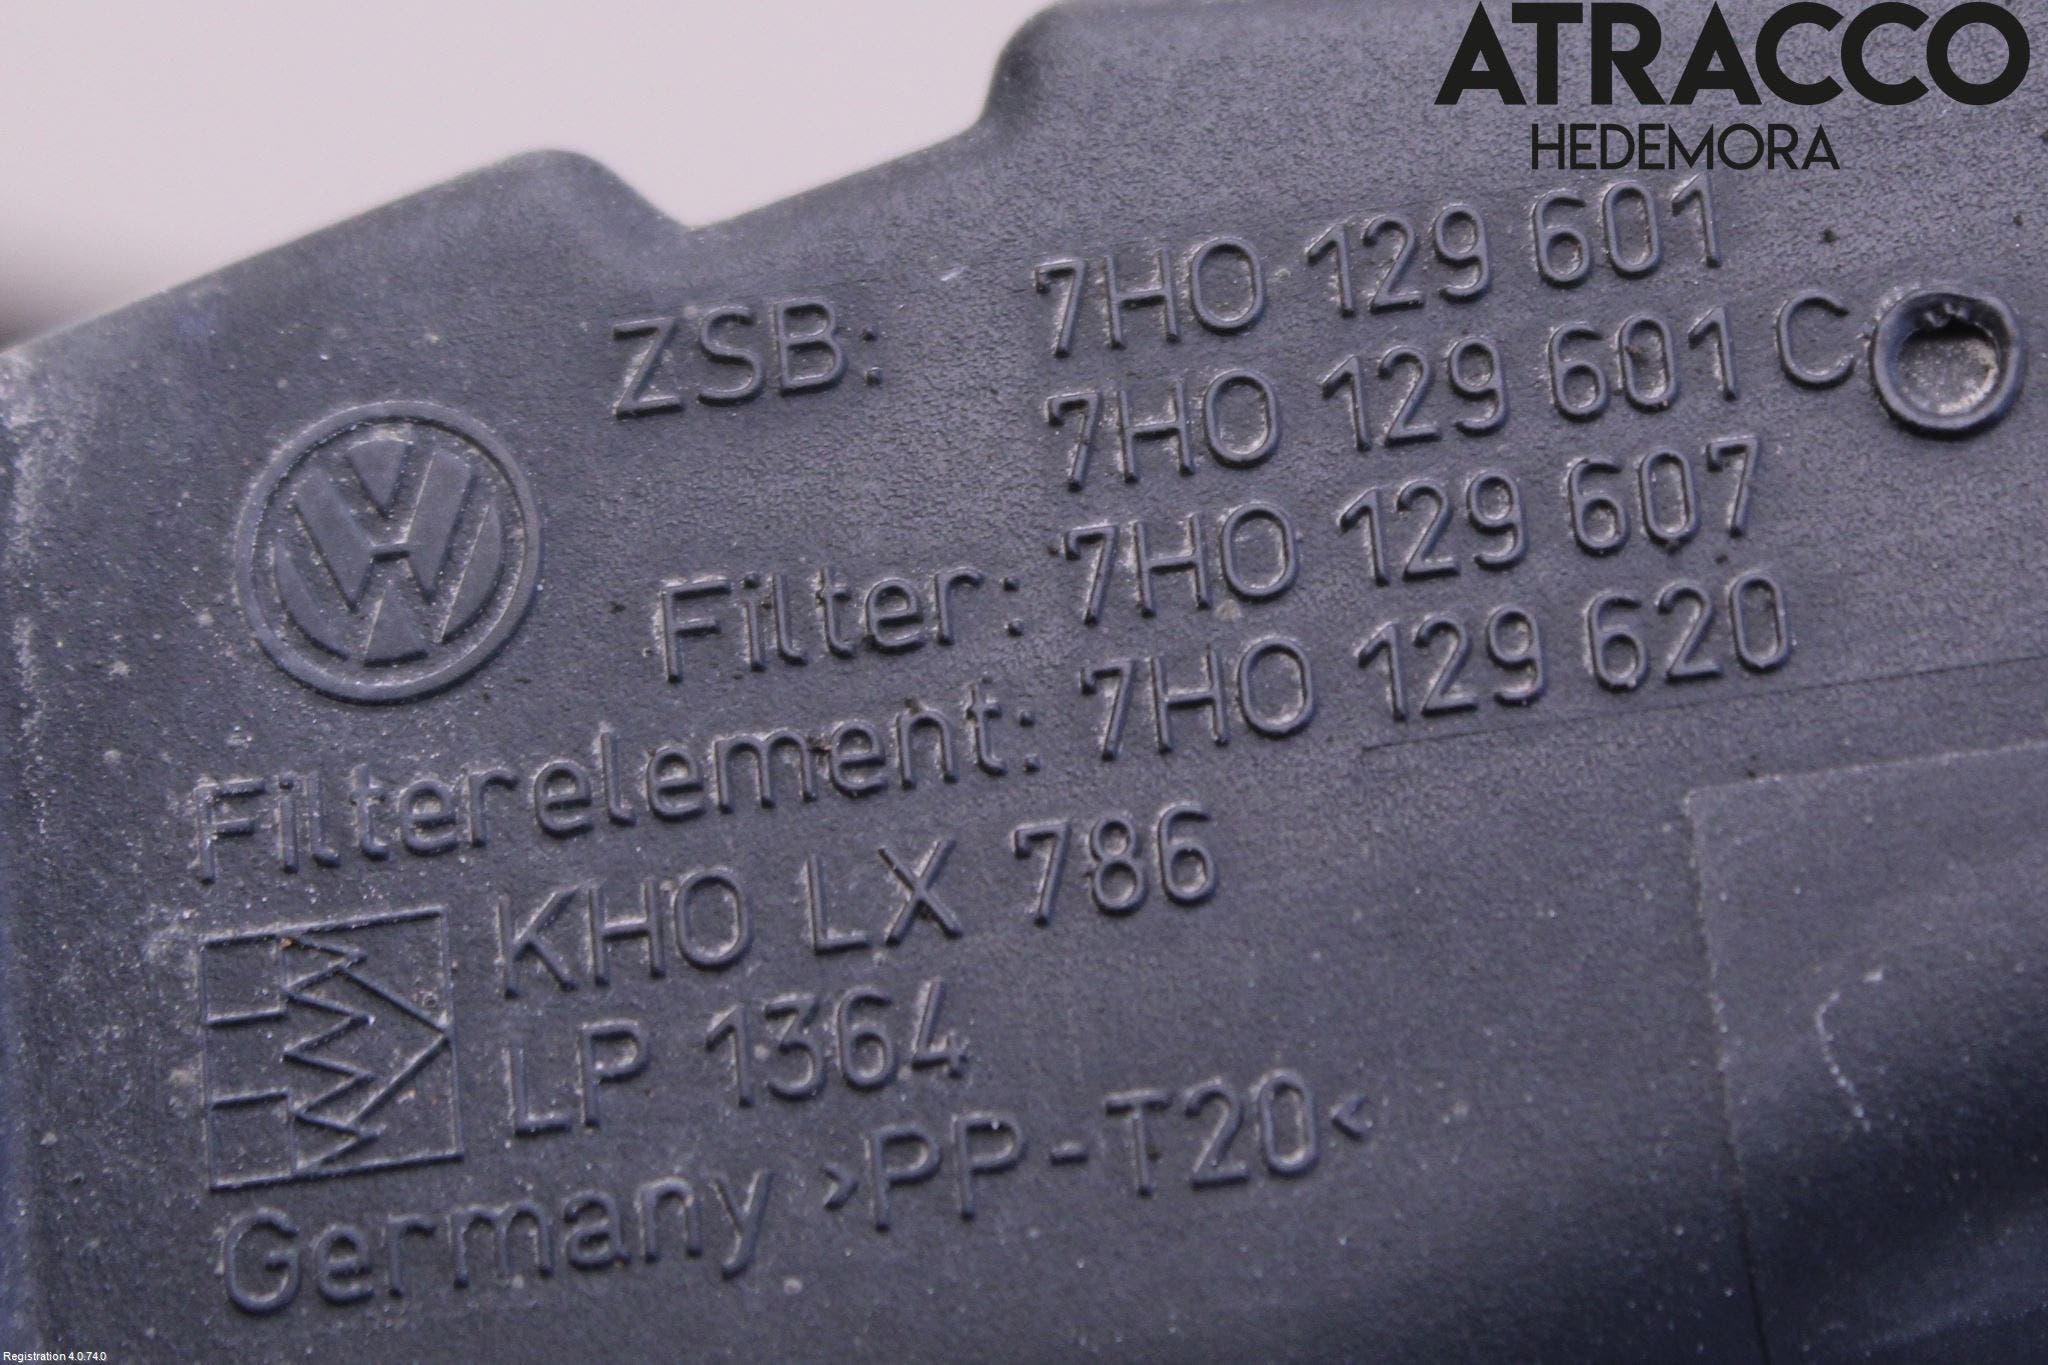 ATRACCO
HEDEMORA
ZSB: 7H0 129 601
7H0 129 601 C
Filter: 7H0 129 607
Filterelement: 7H0 129 620
KHO LX 786
LP 1364
Germany >PP-T20<
Registration 4.0.74.0